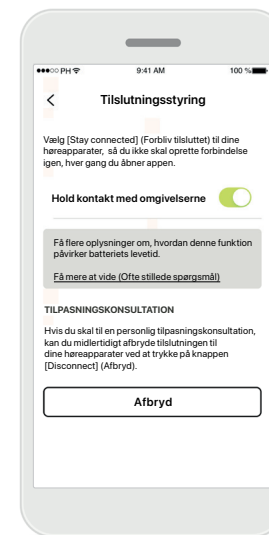 ●●●○○ PH 9:41 AM 100 %
Tilslutningsstyring
Vælg [Stay connected] (Forbliv tilsluttet) til dine
høreapparater, så du ikke skal oprette forbindelse
igen, hver gang du åbner appen.
Hold kontakt med omgivelserne
Få flere oplysninger om, hvordan denne funktion
påvirker batteriets levetid.
Få mere at vide (Ofte stillede spørgsmål)
TILPASNINGSKONSULTATION
Hvis du skal til en personlig tilpasningskonsultation,
kan du midlertidigt afbryde tilslutningen til
dine høreapparater ved at trykke på knappen
[Disconnect] (Afbryd).
Afbryd